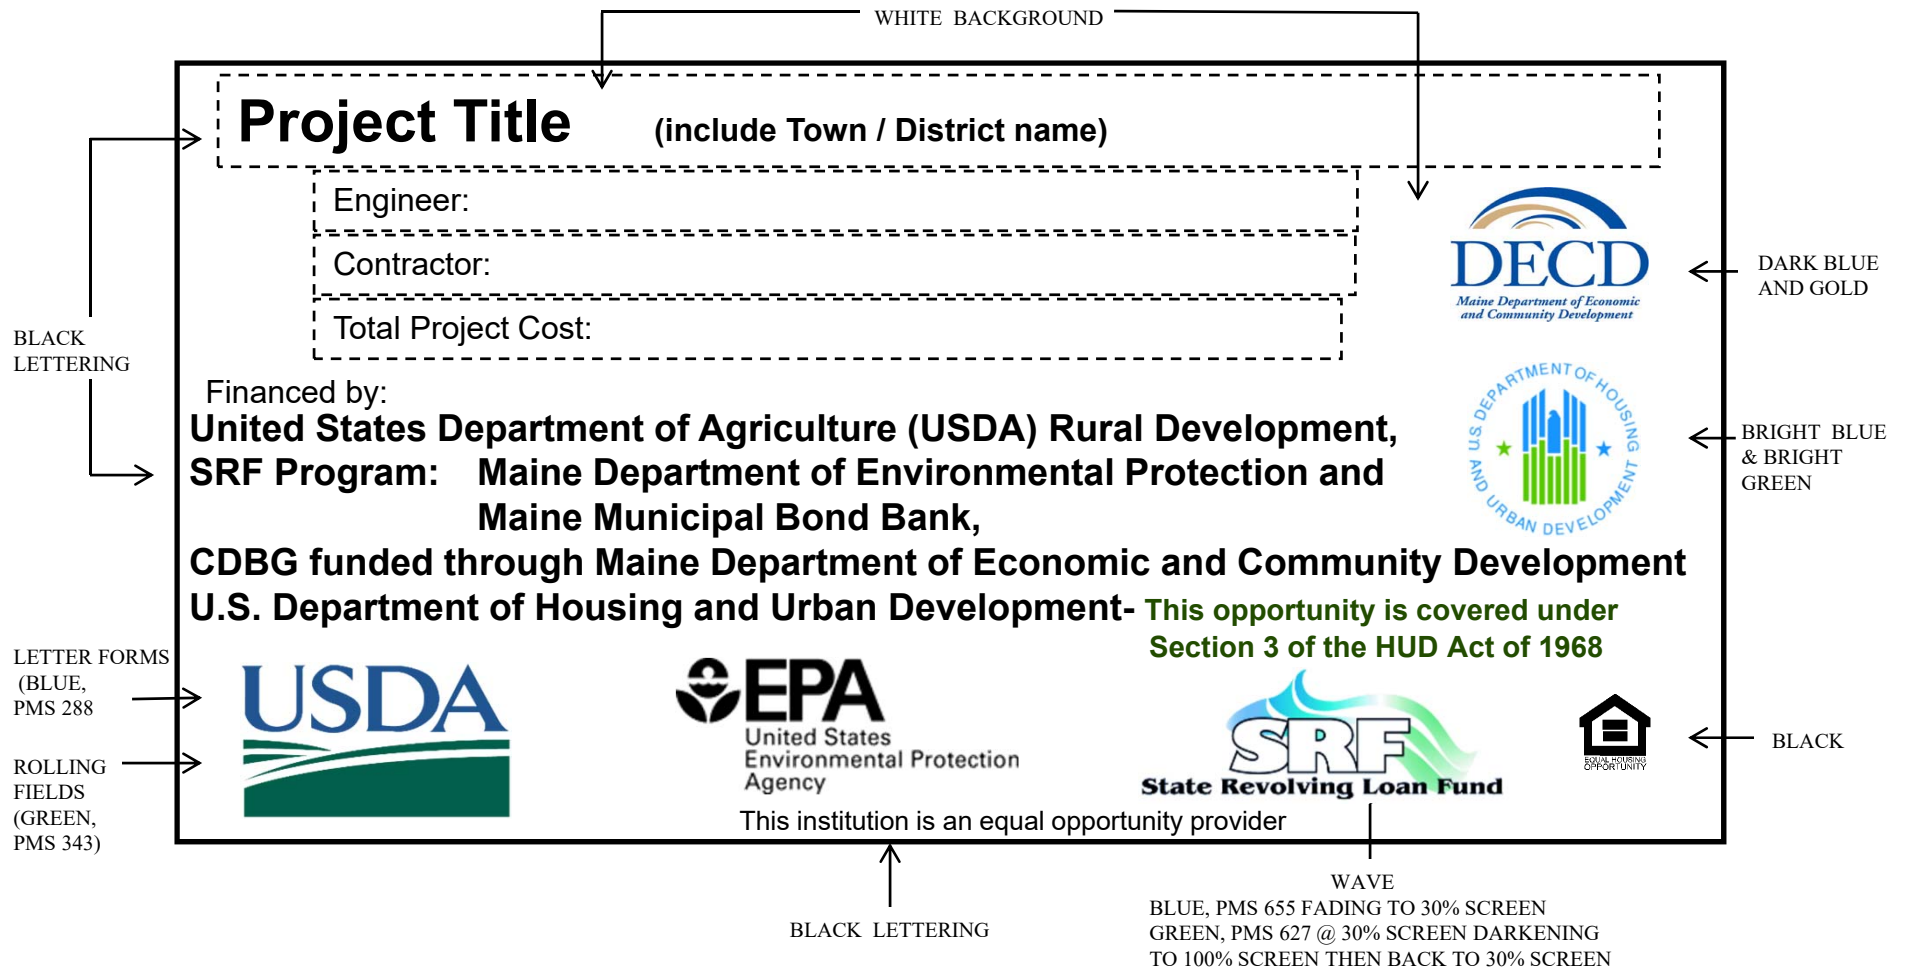 WHITE BACKGROUND
Project Title (include Town / District name)
Engineer:
Contractor:
Total Project Cost:
DECD
Maine Department of Economic
and Community Development
DARK BLUE
AND GOLD
BLACK
LETTERING
Financed by:
United States Department of Agriculture (USDA) Rural Development,
SRF Program: Maine Department of Environmental Protection and
Maine Municipal Bond Bank,
CDBG funded through Maine Department of Economic and Community Development
U.S. Department of Housing and Urban Development- This opportunity is covered under
Section 3 of the HUD Act of 1968
U.S. DEPARTMENT OF HOUSING
AND URBAN DEVELOPMENT
BRIGHT BLUE
& BRIGHT
GREEN
LETTER FORMS
(BLUE,
PMS 288
ROLLING
FIELDS
(GREEN,
PMS 343)
USDA
EPA
United States
Environmental Protection
Agency
SRF
State Revolving Loan Fund
EQUAL HOUSING
OPPORTUNITY
BLACK
This institution is an equal opportunity provider
BLACK LETTERING
WAVE
BLUE, PMS 655 FADING TO 30% SCREEN
GREEN, PMS 627 @ 30% SCREEN DARKENING
TO 100% SCREEN THEN BACK TO 30% SCREEN